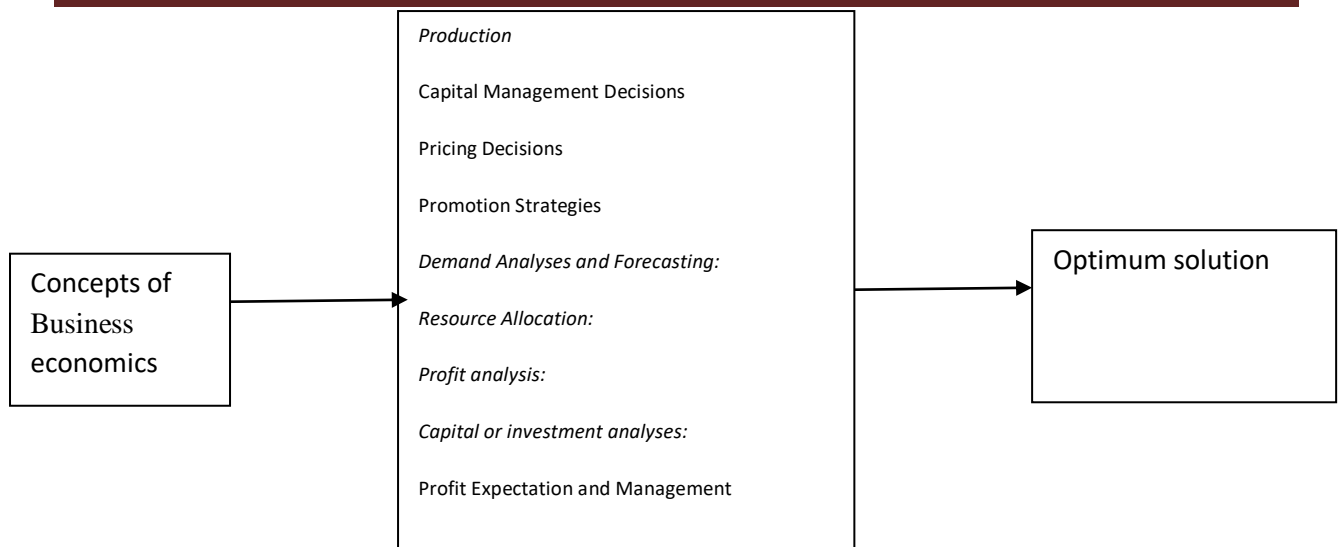 Production
Capital Management Decisions
Pricing Decisions
Promotion Strategies
Demand Analyses and Forecasting:
Resource Allocation:
Profit analysis:
Capital or investment analyses:
Profit Expectation and Management
Concepts of
Business
economics
Optimum solution